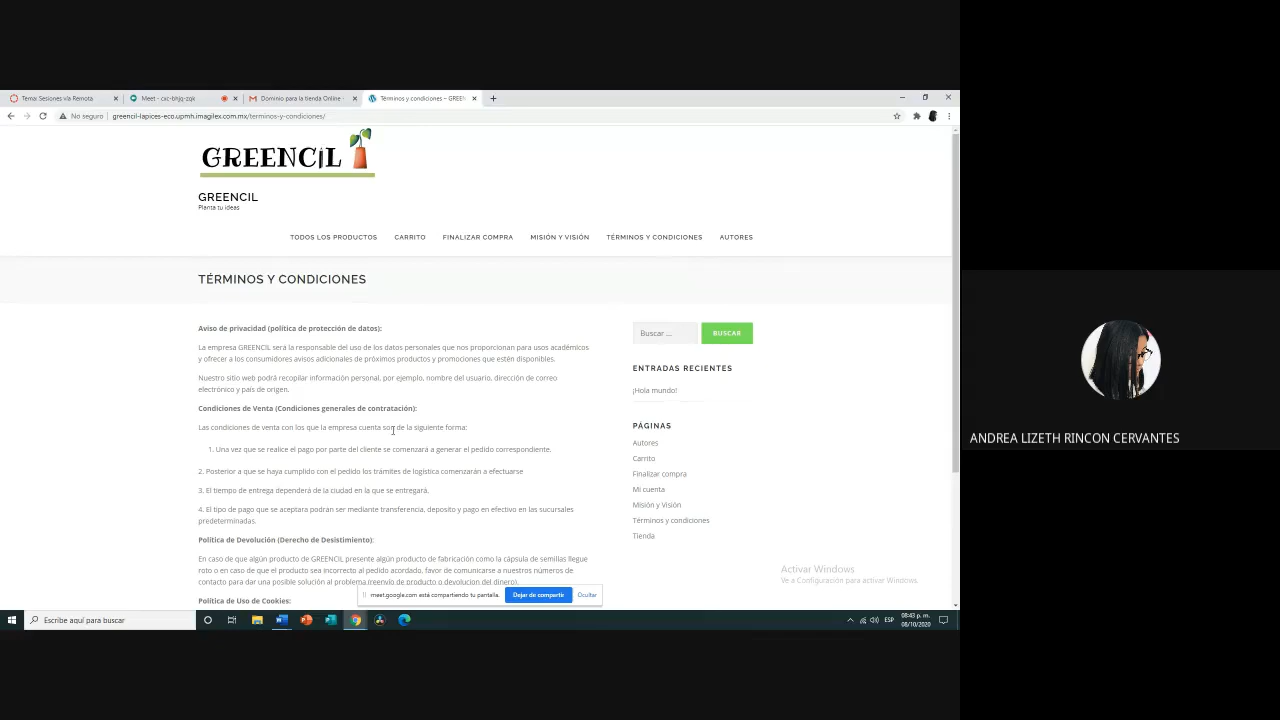 Tema: Sesiones vía Remota
Meet - cxc-bhjq-zqk
Dominio para la tienda Online -
Términos y condiciones – GREEN
No seguro
greencil-lapices-eco.upmh.imagilex.com.mx/terminos-y-condiciones/
GREENCIL
GREENCIL
Planta tu ideas
TODOS LOS PRODUCTOS CARRITO FINALIZAR COMPRA MISIÓN Y VISIÓN TÉRMINOS Y CONDICIONES AUTORES
TÉRMINOS Y CONDICIONES
Aviso de privacidad (política de protección de datos):
La empresa GREENCIL será la responsable del uso de los datos personales que nos proporcionan para usos académicos
y ofrecer a los consumidores avisos adicionales de próximos productos y promociones que estén disponibles.
Nuestro sitio web podrá recopilar información personal, por ejemplo, nombre del usuario, dirección de correo
electrónico y país de origen.
Condiciones de Venta (Condiciones generales de contratación):
Las condiciones de venta con los que la empresa cuenta son de la siguiente forma:
1. Una vez que se realice el pago por parte del cliente se comenzará a generar el pedido correspondiente.
2. Posterior a que se haya cumplido con el pedido los trámites de logística comenzarán a efectuarse
3. El tiempo de entrega dependerá de la ciudad en la que se entregará.
4. El tipo de pago que se aceptara podrán ser mediante transferencia, deposito y pago en efectivo en las sucursales
predeterminadas.
Política de Devolución (Derecho de Desistimiento):
En caso de que algún producto de GREENCIL presente algún producto de fabricación como la cápsula de semillas llegue
roto o en caso de que el producto sea incorrecto al pedido acordado, favor de comunicarse a nuestros números de
contacto para dar una posible solución al problema reenvío de producto o devolucion del dinero).
Política de Uso de Cookies:
Buscar ...
BUSCAR
ENTRADAS RECIENTES
¡Hola mundo!
PÁGINAS
Autores
Carrito
Finalizar compra
Mi cuenta
Misión y Visión
Términos y condiciones
Tienda
Activar Windows
Ve a Configuración para activar Windows.
meet.google.com está compartiendo tu pantalla.
Dejar de compartir
Ocultar
Escribe aquí para buscar
ESP
08:43 p. m.
08/10/2020
ANDREA LIZETH RINCON CERVANTES